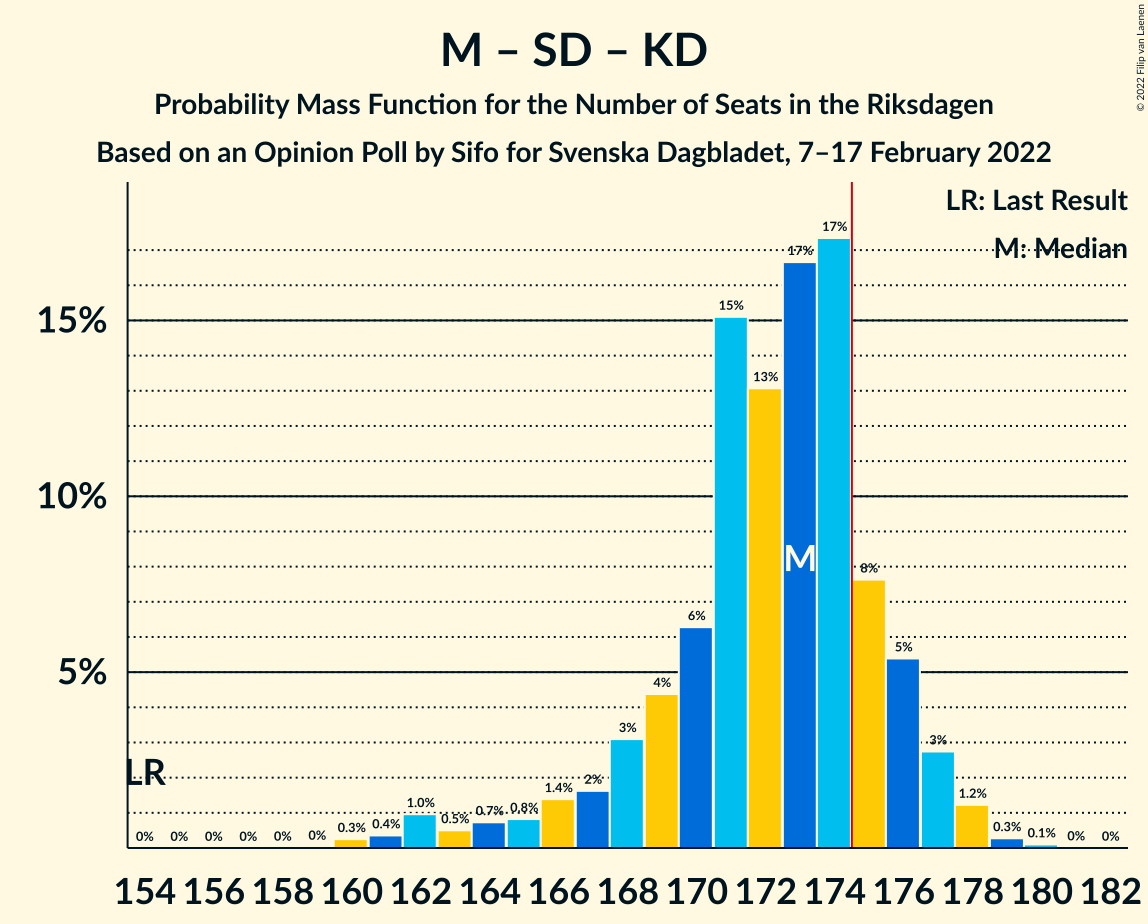 M – SD – KD
Probability Mass Function for the Number of Seats in the Riksdagen
Based on an Opinion Poll by Sifo for Svenska Dagbladet, 7–17 February 2022
© 2022 Filip van Laenen
LR: Last Result
M: Median
15%
10%
5%
LR
M
0% 0% 0% 0% 0% 0% 0.3% 0.4% 1.0% 0.5% 0.7% 0.8% 1.4% 2% 3% 4% 6% 15% 13% 17% 17% 8% 5% 3% 1.2% 0.3% 0.1% 0% 0%
154 156 158 160 162 164 166 168 170 172 174 176 178 180 182